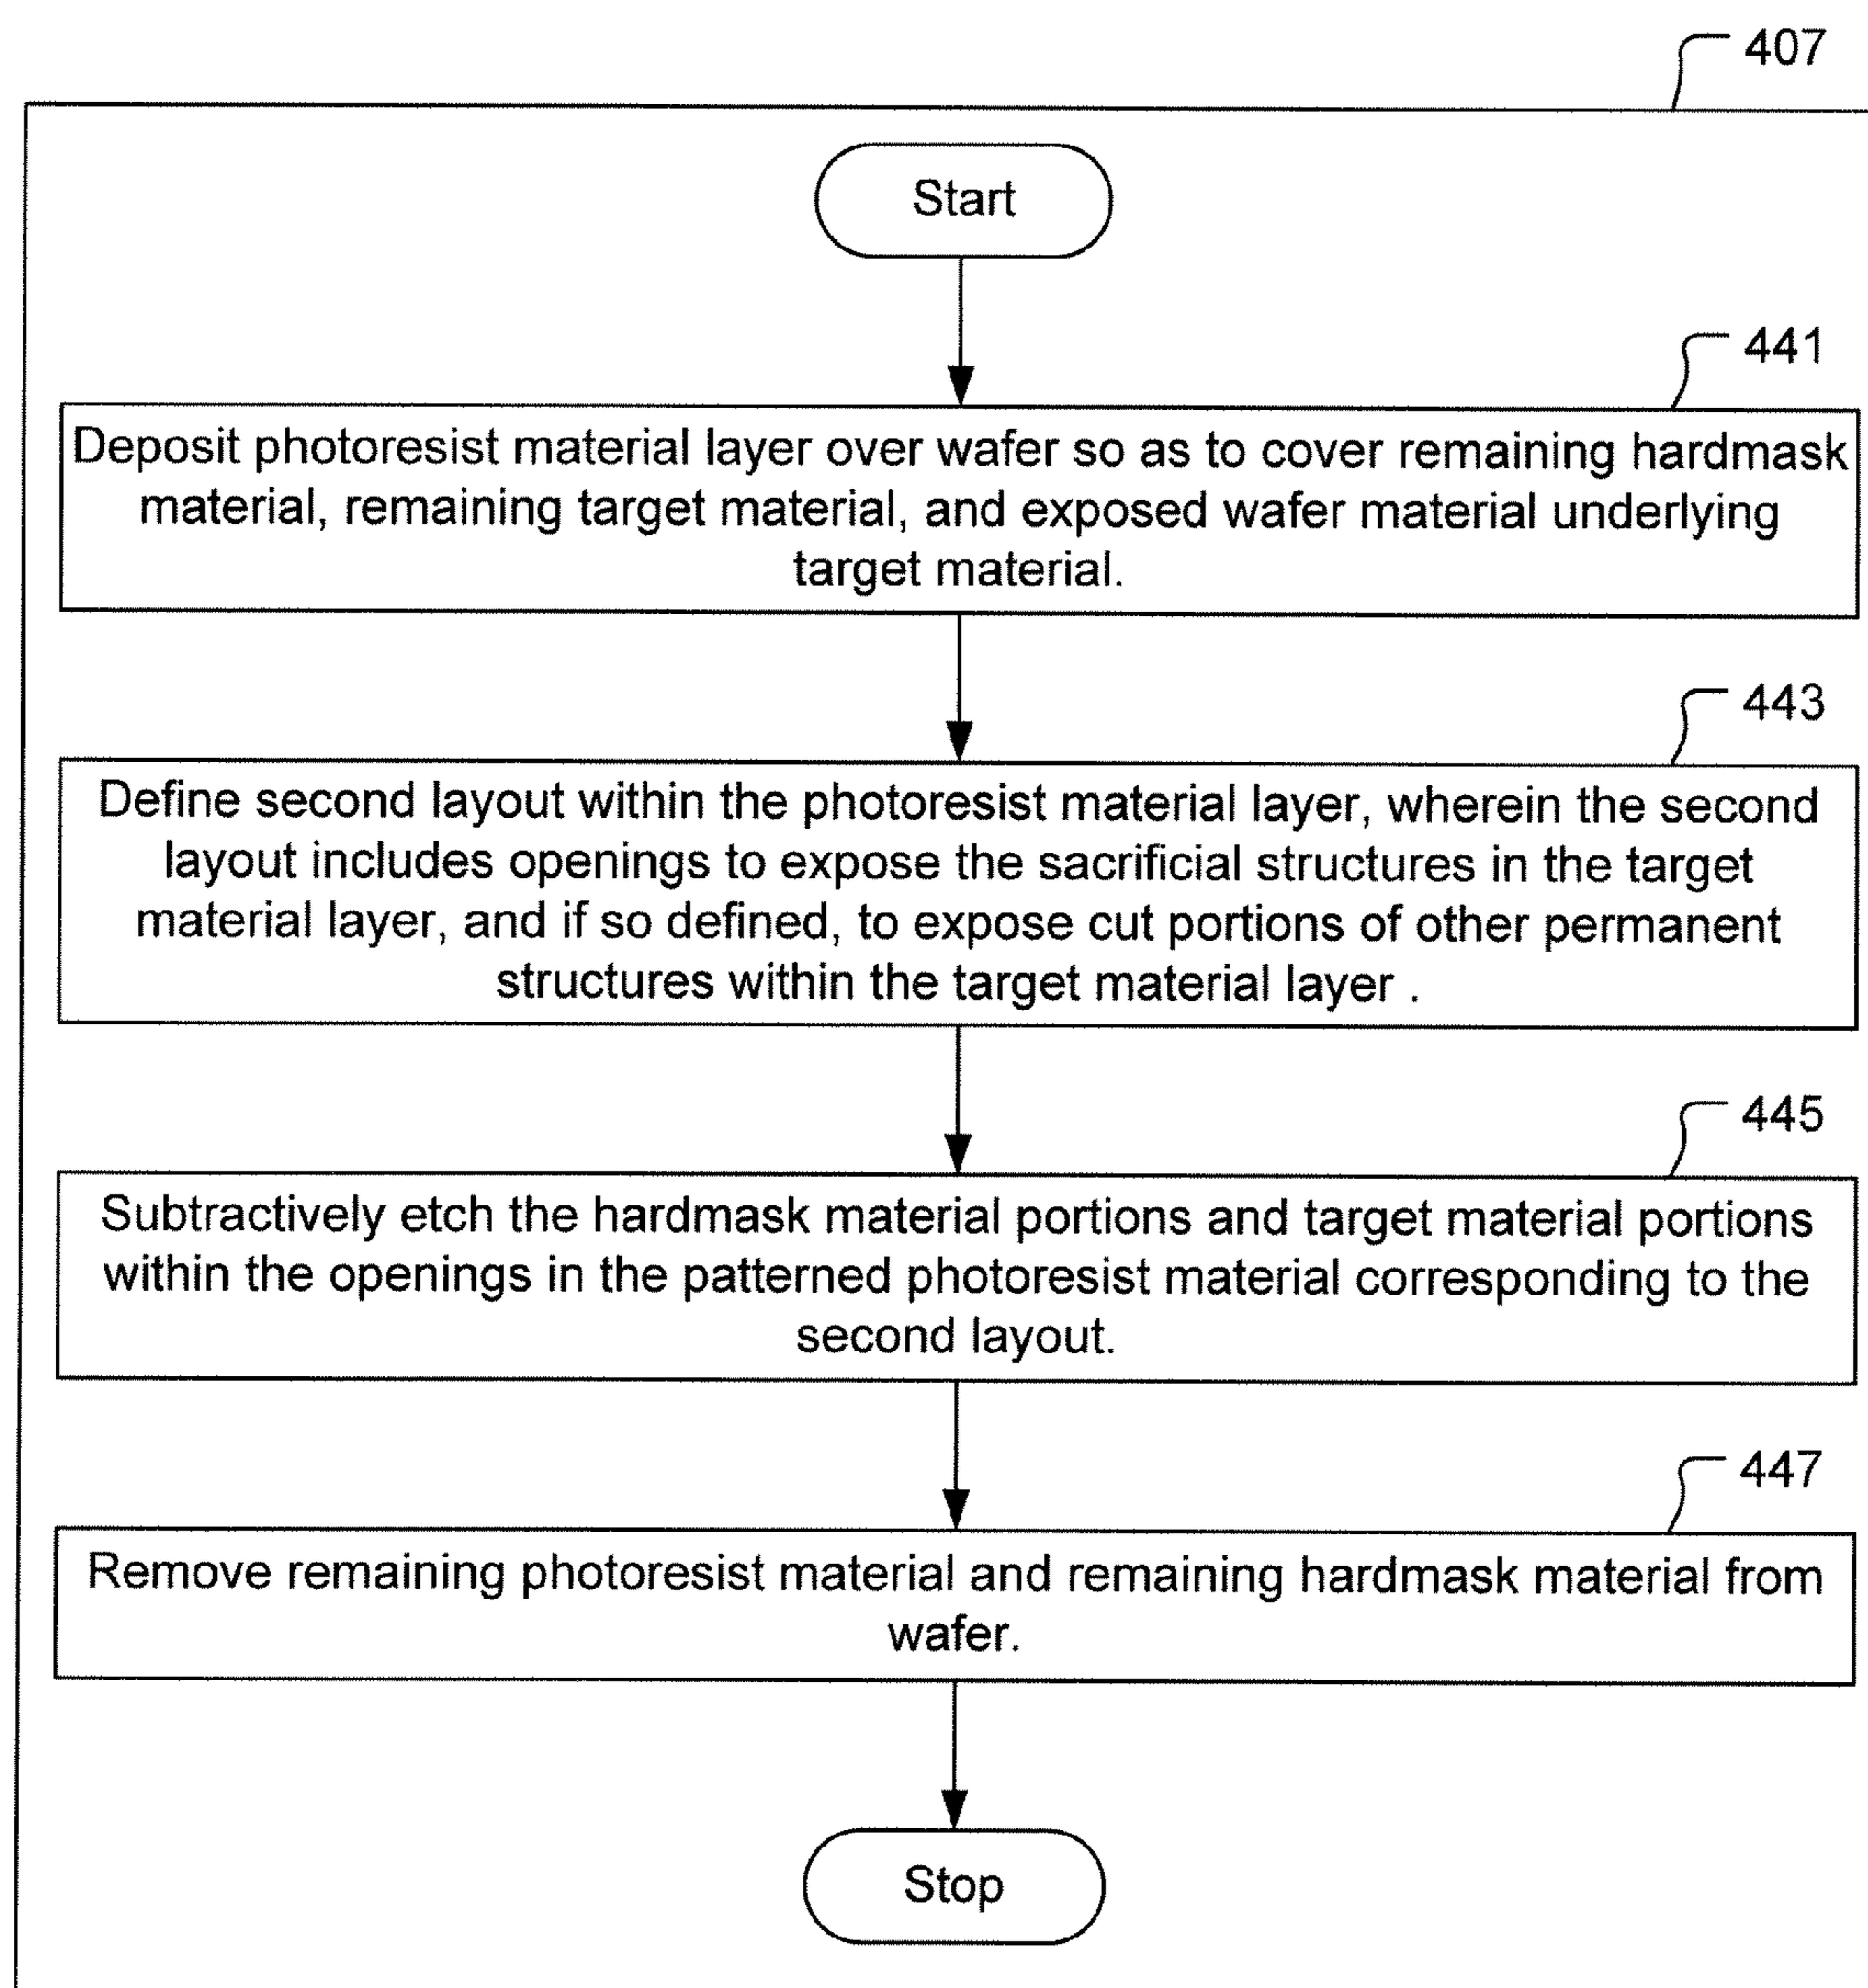 407
Start
441
Deposit photoresist material layer over wafer so as to cover remaining hardmask
material, remaining target material, and exposed wafer material underlying
target material.
443
Define second layout within the photoresist material layer, wherein the second
layout includes openings to expose the sacrificial structures in the target
material layer, and if so defined, to expose cut portions of other permanent
structures within the target material layer .
445
Subtractively etch the hardmask material portions and target material portions
within the openings in the patterned photoresist material corresponding to the
second layout.
447
Remove remaining photoresist material and remaining hardmask material from
wafer.
Stop